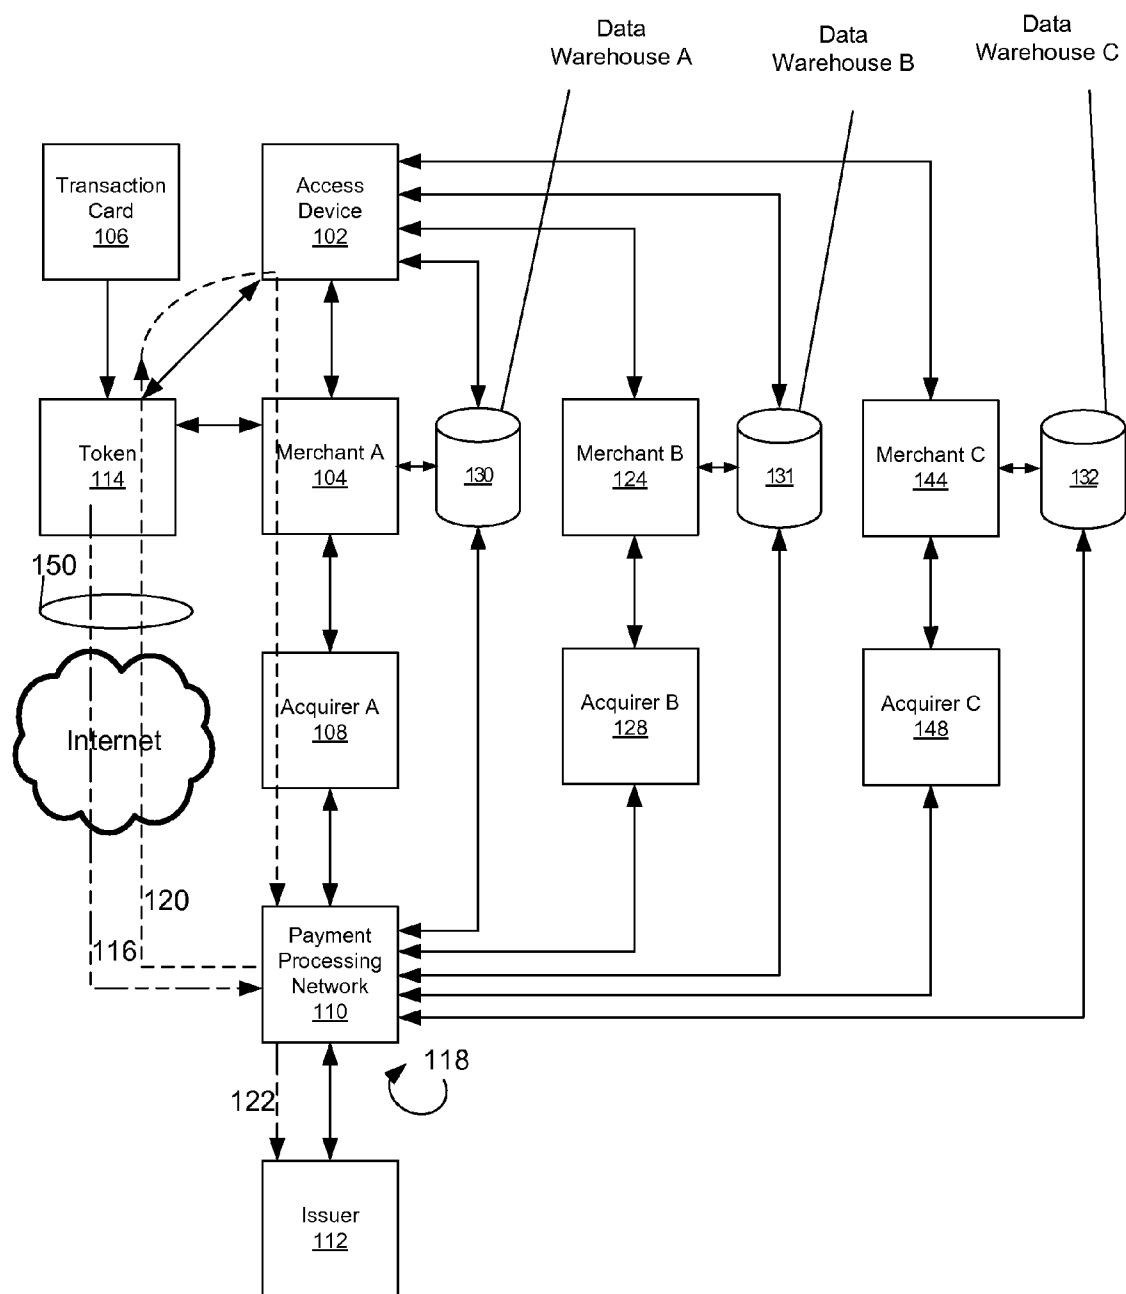 Data
Warehouse A
Data
Warehouse B
Data
Warehouse C
Transaction
Card
106
Access
Device
102
Token
114
Merchant A
104
130
Merchant B
124
131
Merchant C
144
132
150
Internet
Acquirer A
108
Acquirer B
128
Acquirer C
148
120
116
Payment
Processing
Network
110
118
122
Issuer
112